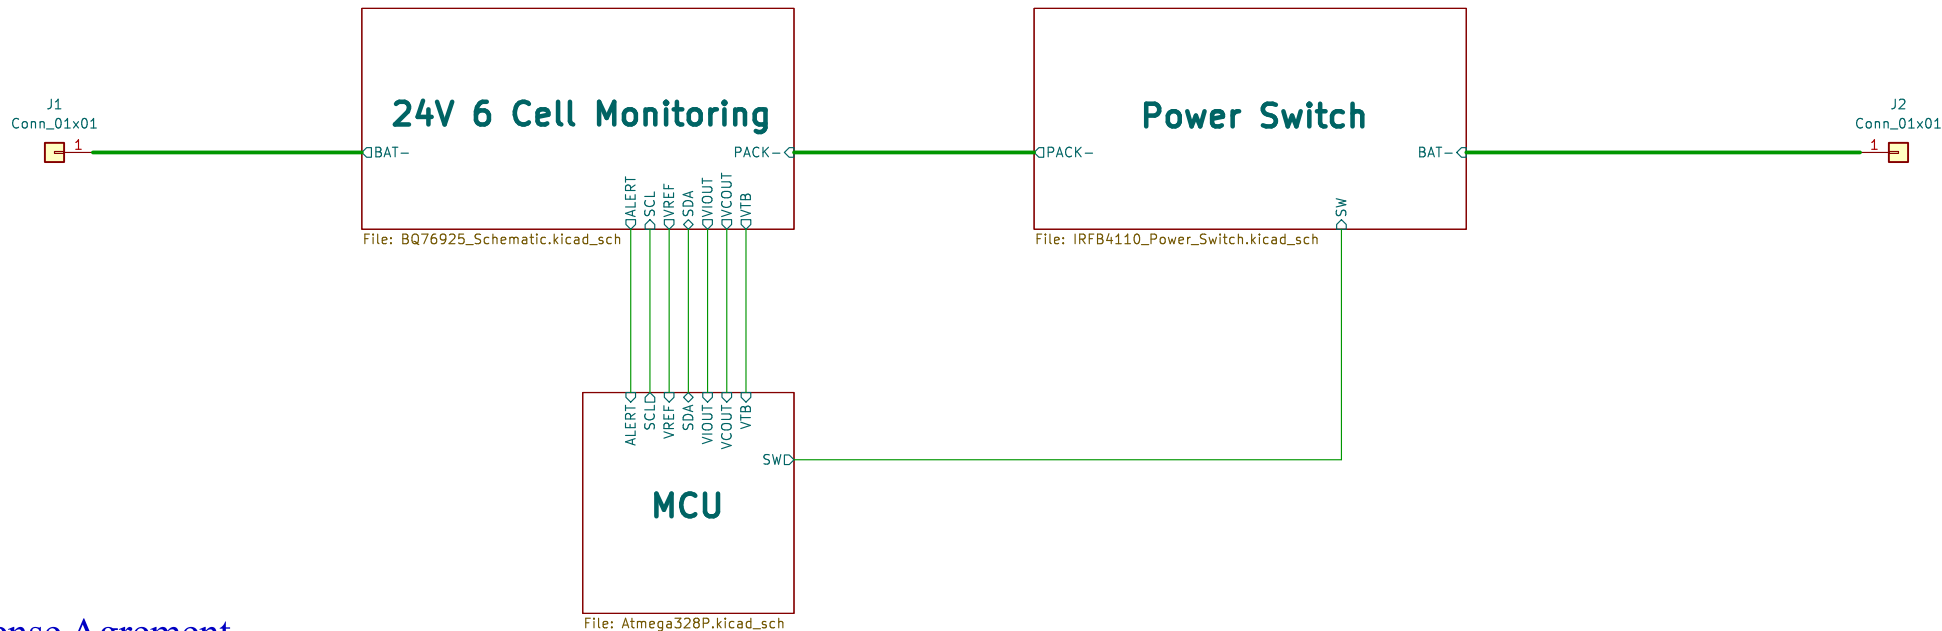 J1
Conn_01x01
1
24V 6 Cell Monitoring
BAT-
PACK-
ALERT
SCL
VREF
SDA
VIOUT
VCOUT
VTB
File: BQ76925_Schematic.kicad_sch
Power Switch
PACK-
BAT-
SW
File: IRFB4110_Power_Switch.kicad_sch
J2
Conn_01x01
1
ALERT
SCL
VREF
SDA
VIOUT
VCOUT
VTB
SW
MCU
File: Atmega328P.kicad_sch
Agrement